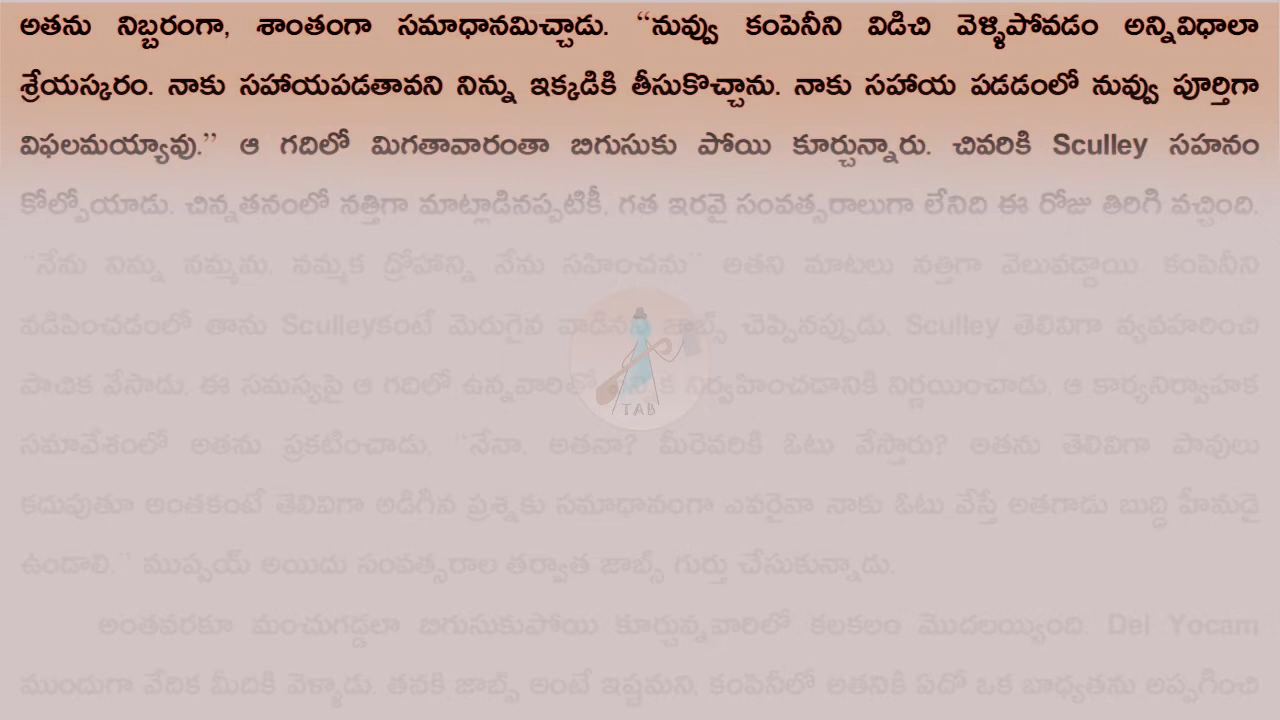 అతను నిబ్బరంగా, శాంతంగా సమాధానమిచ్చాడు. “నువ్వు కంపెనీని విడిచి వెళ్ళిపోవడం అన్నివిధాలా
శ్రేయస్కరం. నాకు సహాయపడతావని నిన్ను ఇక్కడికి తీసుకొచ్చాను. నాకు సహాయ పడడంలో నువ్వు పూర్తిగా
విఫలమయ్యావు.” ఆ గదిలో మిగతావారంతా బిగుసుకు పోయి కూర్చున్నారు. చివరికి Sculley సహనం
కోల్పోయాడు. చిన్నతనంలో నత్తిగా మాట్లాడినప్పటికీ, గత ఇరవై సంవత్సరాలుగా లేనిది ఈ రోజు తిరిగి వచ్చింది.
“నేను నిన్ను నమ్మను. నమ్మక ద్రోహాన్ని నేను సహించను” అతని మాటలు నత్తిగా వెలువడ్డాయి. కంపెనీని
నడిపించడంలో తాను Sculleyకంటే మెరుగైన వాడినని జాబ్స్ చెప్పినప్పుడు. Sculley తెలివిగా వ్యవహరించి
పాచిక వేసాడు. ఈ సమస్యపై ఆ గదిలో ఉన్నవారితో ఎన్నిక నిర్వహించడానికి నిర్ణయించాడు. ఆ కార్యనిర్వాహక
సమావేశంలో అతను ప్రకటించాడు. “నేనా. అతనా? మీరెవరికి ఓటు వేస్తారు? అతను తెలివిగా పావులు
కదుపుతూ అంతకంటే తెలివిగా అడిగిన ప్రశ్నకు సమాధానంగా ఎవరైనా నాకు ఓటు వేస్తే అతగాడు బుద్ధి హీనుడై
ఉండాలి.” ముప్పయ్ అయిదు సంవత్సరాల తర్వాత జాబ్స్ గుర్తు చేసుకున్నాడు.
TAB
అంతవరకూ మంచుగడ్డలా బిగుసుకుపోయి కూర్చున్నవారిలో కలకలం మొదలయ్యింది. Del Yocam
ముందుగా వేదిక మీదికి వెళ్ళాడు. తనకి జాబ్స్ అంటే ఇష్టమని, కంపెనీలో అతనికి ఏదో ఒక బాధ్యతను అప్పగించి